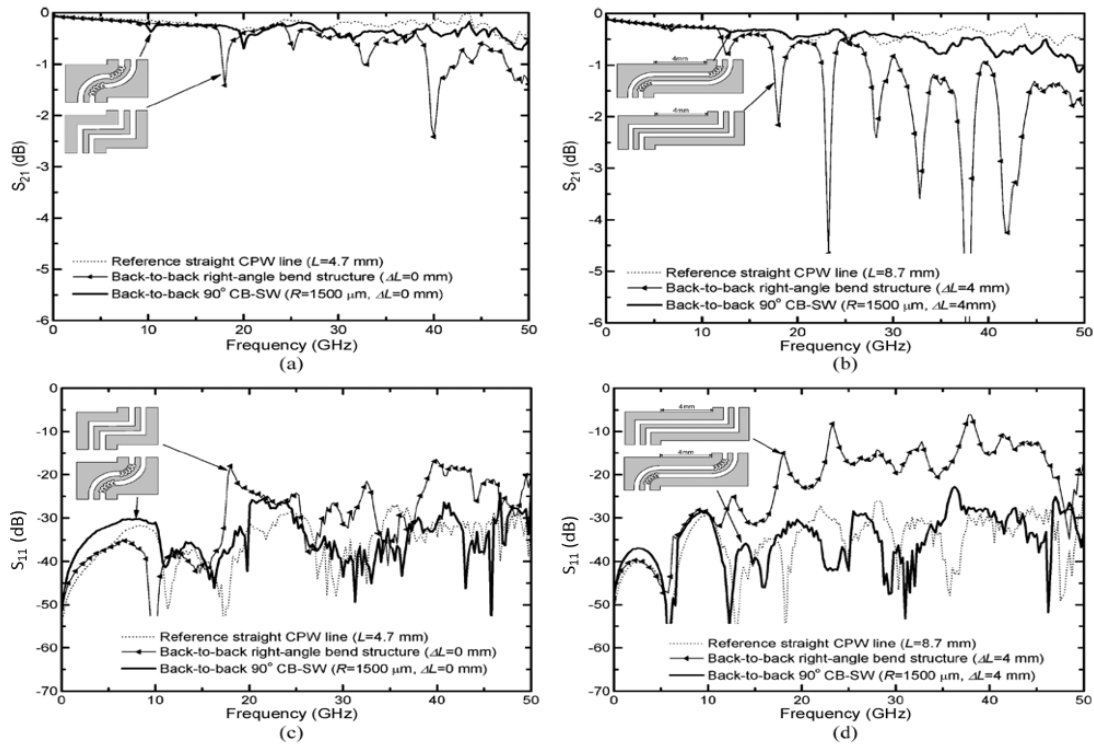 0
-1
-2
-3
-4
-5
-6
S21 (dB)
Reference straight CPW line (L=4.7 mm)
Back-to-back right-angle bend structure (ΔL=0 mm)
Back-to-back 90° CB-SW (R=1500 μm, ΔL=0 mm)
0 10 20 30 40 50
Frequency (GHz)
(a)
0
-1
-2
-3
-4
-5
-6
S21 (dB)
4mm
4mm
Reference straight CPW line (L=8.7 mm)
Back-to-back right-angle bend structure (ΔL=4 mm)
Back-to-back 90° CB-SW (R=1500 μm, ΔL=4mm)
0 10 20 30 40 50
Frequency (GHz)
(b)
0
-10
-20
-30
-40
-50
-60
-70
S11 (dB)
Reference straight CPW line (L=4.7 mm)
Back-to-back right-angle bend structure (ΔL=0 mm)
Back-to-back 90° CB-SW (R=1500 μm, ΔL=0 mm)
0 10 20 30 40 50
Frequency (GHz)
(c)
0
-10
-20
-30
-40
-50
-60
-70
S11 (dB)
4mm
4mm
Reference straight CPW line (L=8.7 mm)
Back-to-back right-angle bend structure (ΔL=4 mm)
Back-to-back 90° CB-SW (R=1500 μm, ΔL=4 mm)
0 10 20 30 40 50
Frequency (GHz)
(d)